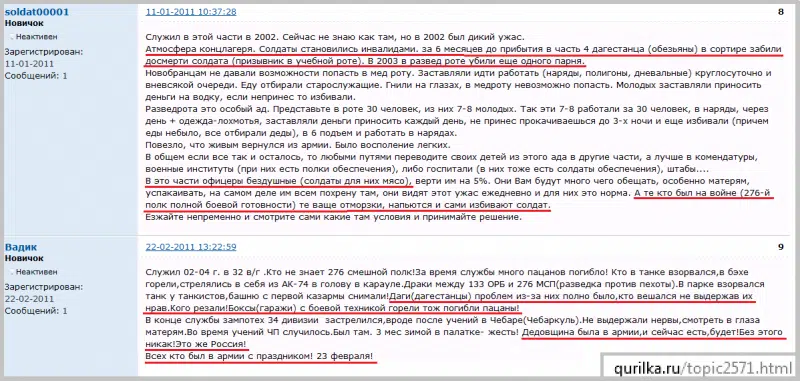 soldat00001
11-01-2011 10:37:28
8
Новичок
Неактивен
Зарегистрирован:
11-01-2011
Сообщений: 1
Служил в этой части в 2002. Сейчас не знаю как там, но в 2002 был дикий ужас.
Атмосфера концлагеря. Солдаты становились инвалидами. за 6 месяцев до прибытия в часть 4 дагестанца (обезьяны) в сортире забили
досмерти солдата (призывник в учебной роте). В 2003 в развед роте убили еще одного парня.
Новобранцам не давали возможности попасть в мед роту. Заставляли идти работать (наряды, полигоны, дневальные) круглосуточно и
вневсякой очереди. Еду отбирали старослужащие. Гнили на глазах, в медроту невозможно попасть. Молодых заставляли приносить
деньги на водку, если непринес то избивали.
Разведрота это особый ад. Представьте в роте 30 человек, из них 7-8 молодых. Так эти 7-8 работали за 30 человек, в наряды, через
день + одежда-лохмотья, заставляли деньги приносить каждый день, не принес прокачиваешься до 3-х ночи и еще избивали (причем
еды небыло, все отбирали деды), в 6 подъем и работать в нарядах.
Повезло, что живым вернулся из армии. Было восполение легких.
В общем если все так и осталось, то любыми путями переводите своих детей из этого ада в другие части, а лучше в комендатуры,
военные институты (при них есть полки обеспечения), либо госпитали (в них тоже есть солдаты обеспечения), штабы....
В это части офицеры бездушные (солдаты для них мясо), верти им на 5%. Они Вам будут много чего обещать, особенно матерям,
успакаивать, на самом деле им всем похрену там, они видят этот ужас ежедневно и для них это норма. А те кто был на войне (276-й
полк полной боевой готовности) те ваще отморзки, напьются и сами избивают солдат.
Езжайте непременно и смотрите сами какие там условия и принимайте решение.
Вадик
22-02-2011 13:22:59
9
Новичок
Неактивен
Зарегистрирован:
22-02-2011
Сообщений: 1
Служил 02-04 г. в 32 в/г .Кто не знает 276 смешной полк!За время службы много пацанов погибло! Кто в танке взорвался,в бэхе
горели,стрелялись в себя из АК-74 в голову в карауле.Драки между 133 ОРБ и 276 МСП(разведка против пехоты).В парке взорвался
танк у танкистов,башню с первой казармы снимали!Даги(дагестанцы) проблем из-за них полно было,кто вешался не выдержав их
нрав.Кого резали!Боксы(гаражи) с боевой техникой горели тож погибли пацаны!
В конце службы зампотех 34 дивизии застрелился,вроде после учений в Чебаре(Чебаркуль).Не выдержали нервы,смотреть в глаза
матерям.Во время учений ЧП случилось.Был там. 3 мес зимой в палатке- жесть! Дедовщина была в армии,и сейчас есть,будет!Без этого
никак!Это же Россия!
Всех кто был в армии с праздником! 23 февраля!
qurilka.ru/topic2571.html